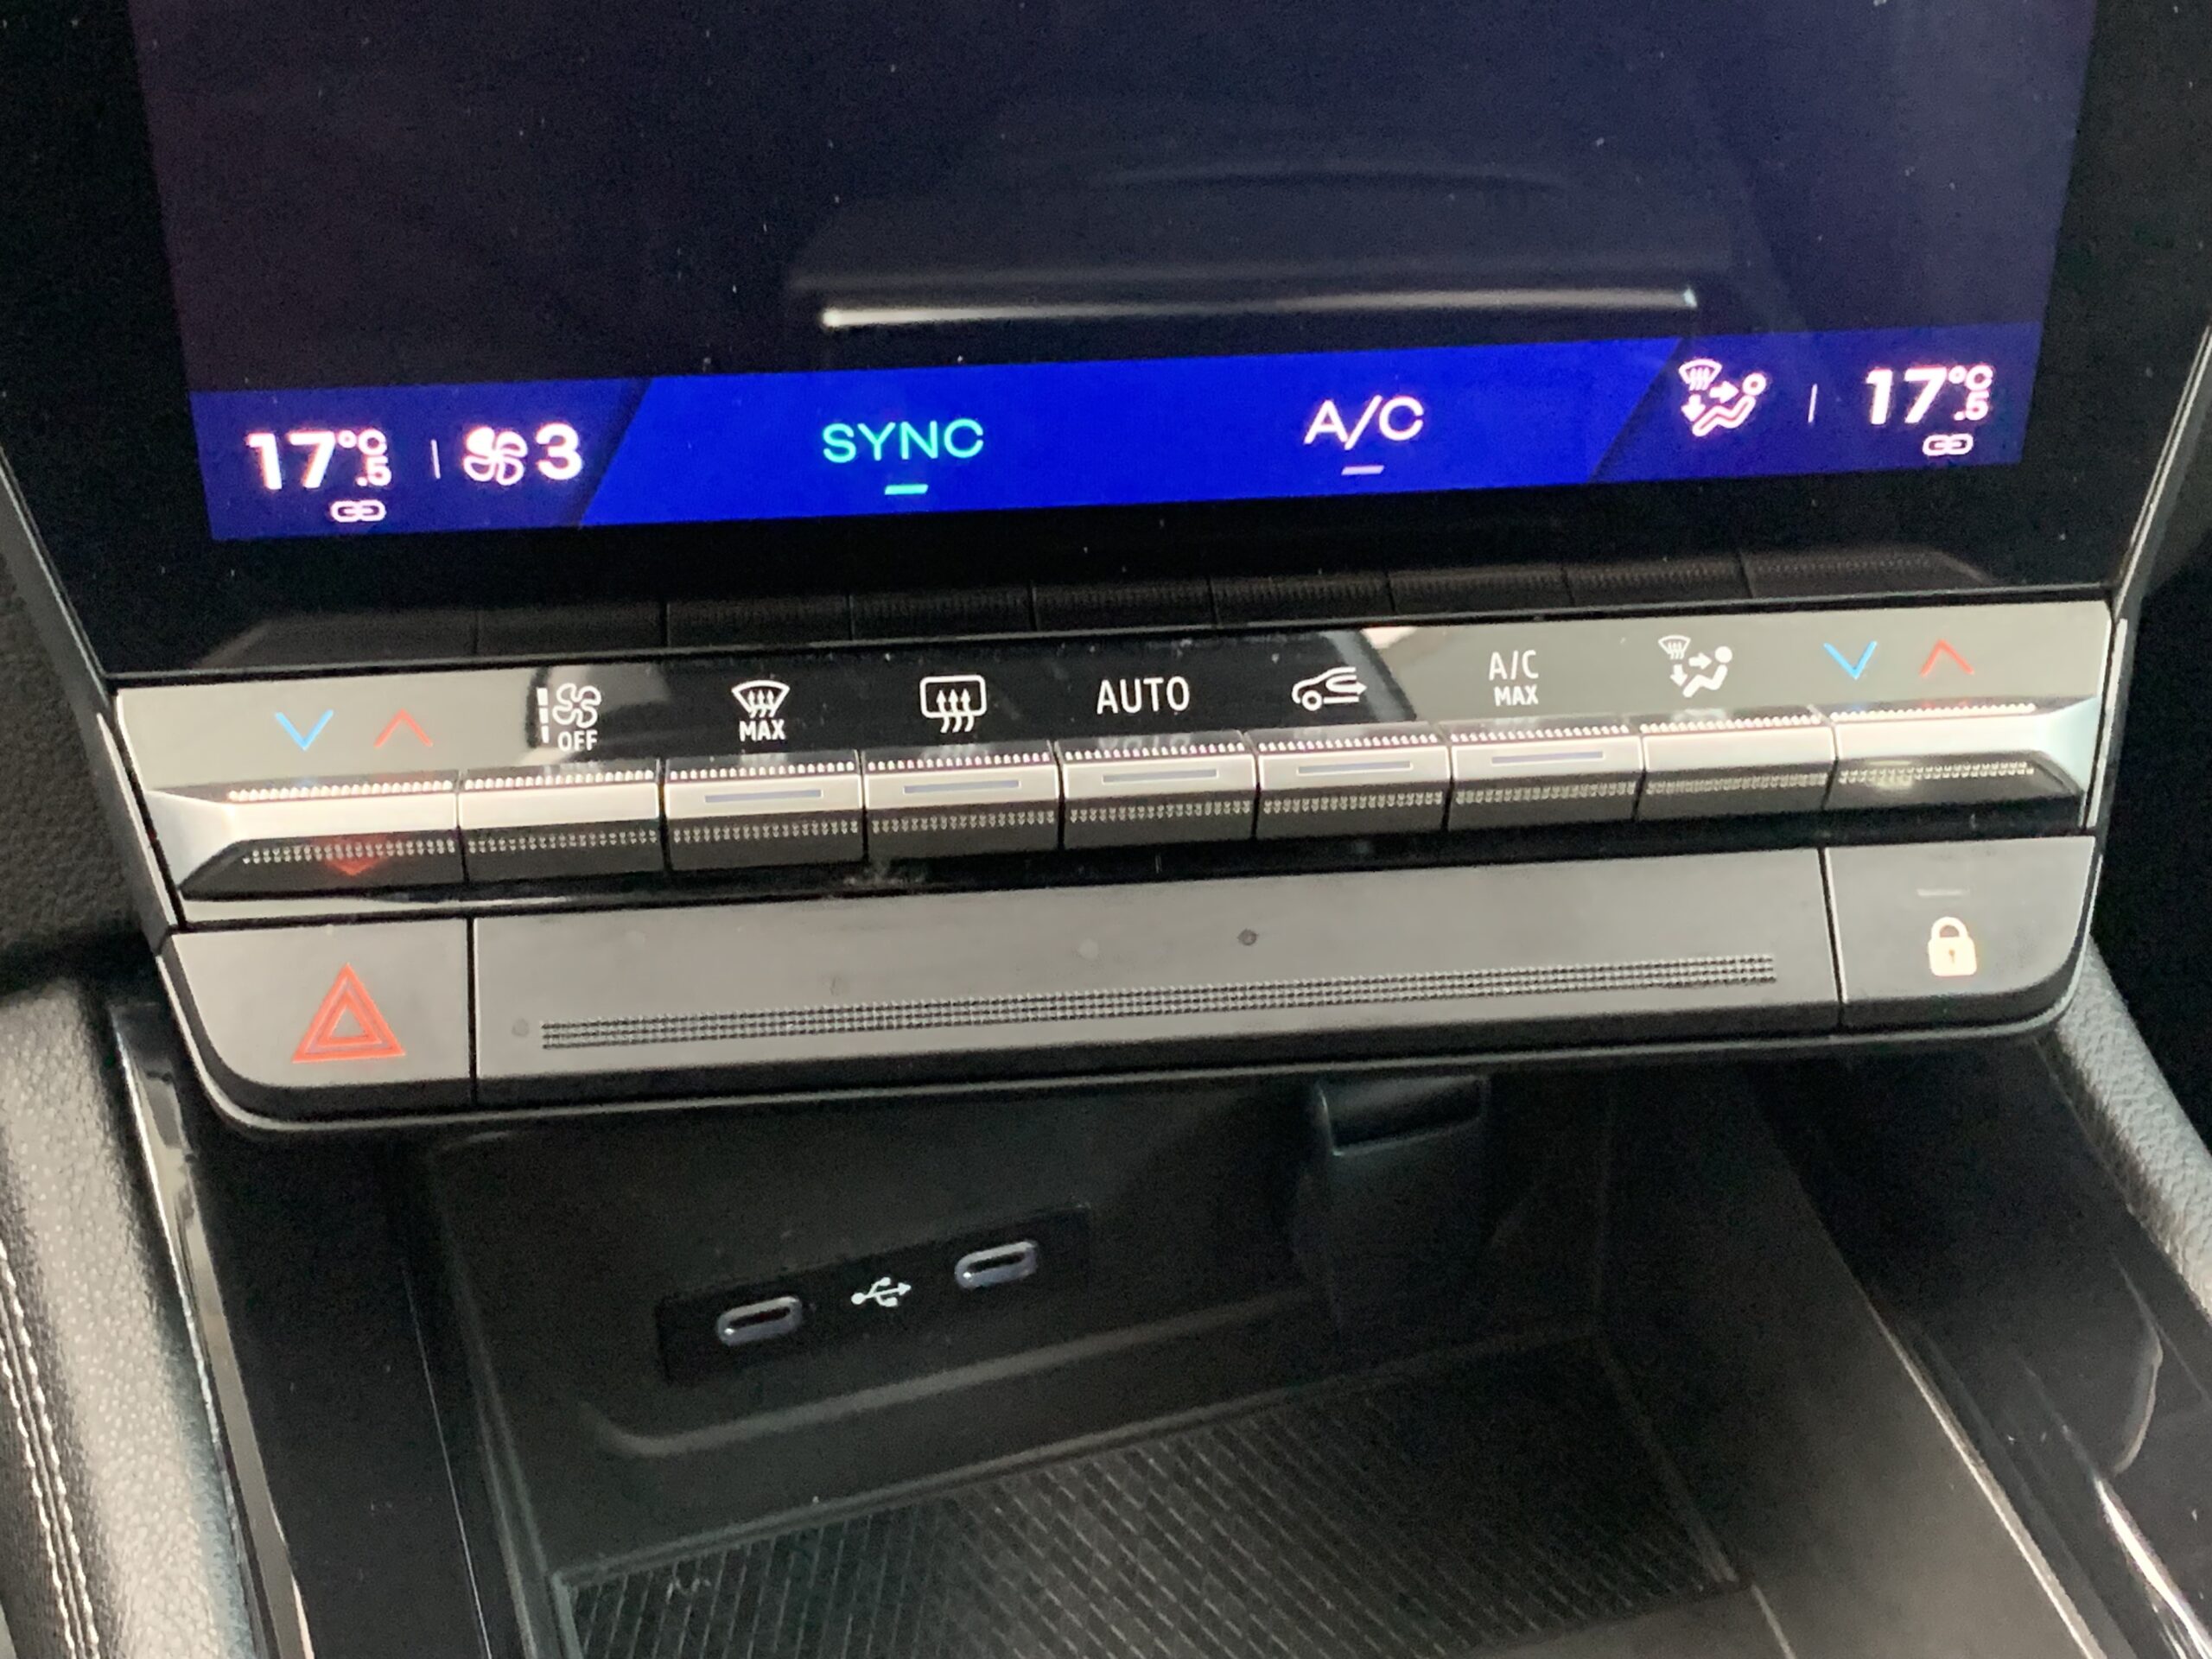 17°C .5 3 SYNC A/C 17°C .5
OFF MAX AUTO A/C MAX